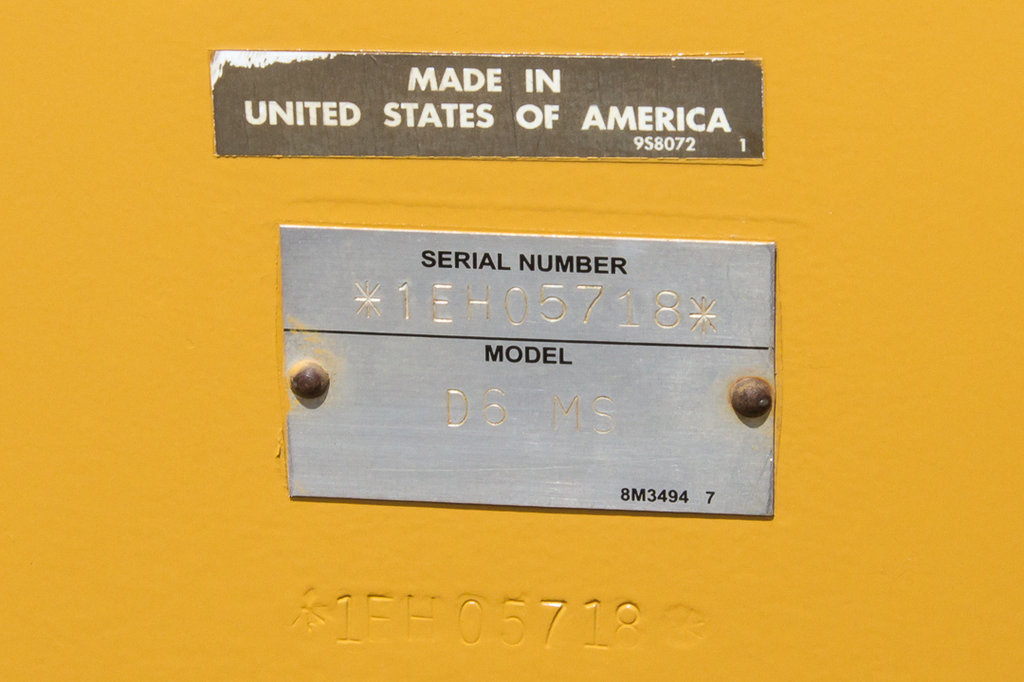 MADE IN
UNITED STATES OF AMERICA
9S8072 1
SERIAL NUMBER
*1EH05718*
MODEL
D6 MS
8M3494 7
*1EH05718*